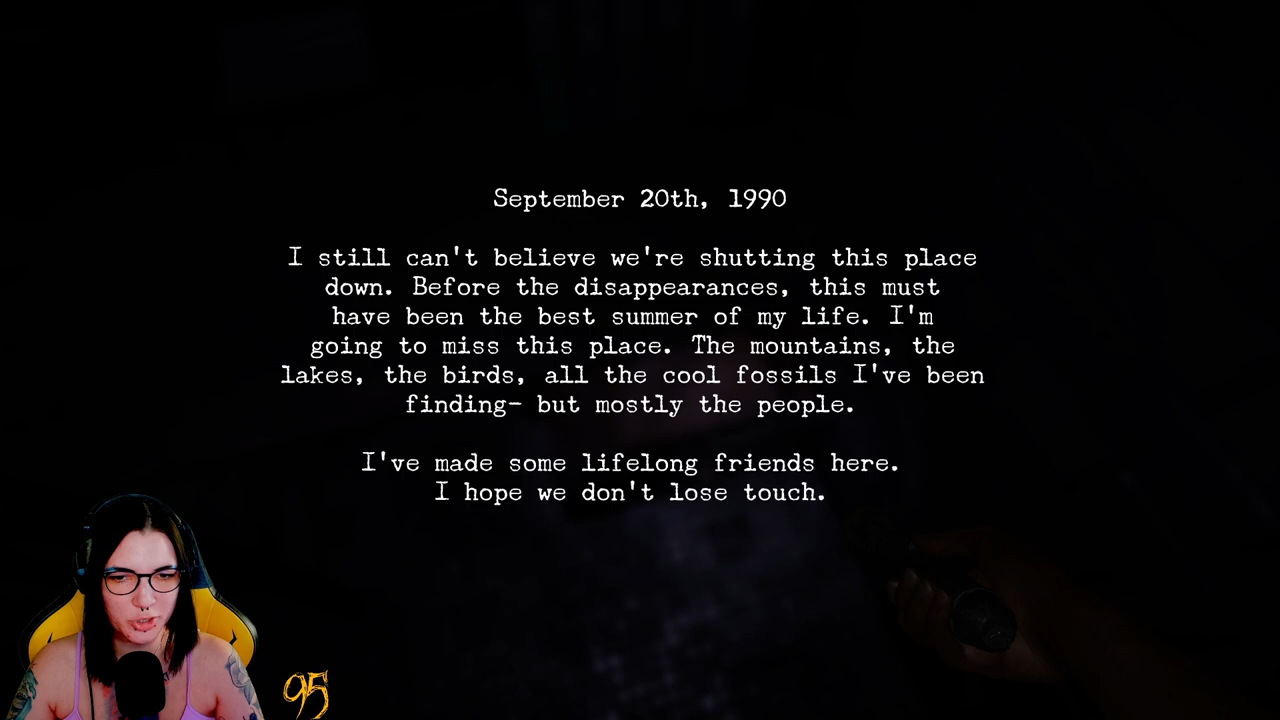 September 20th, 1990
I still can't believe we're shutting this place
down. Before the disappearances, this must
have been the best summer of my life. I'm
going to miss this place. The mountains, the
lakes, the birds, all the cool fossils I've been
finding- but mostly the people.
I've made some lifelong friends here.
I hope we don't lose touch.
95